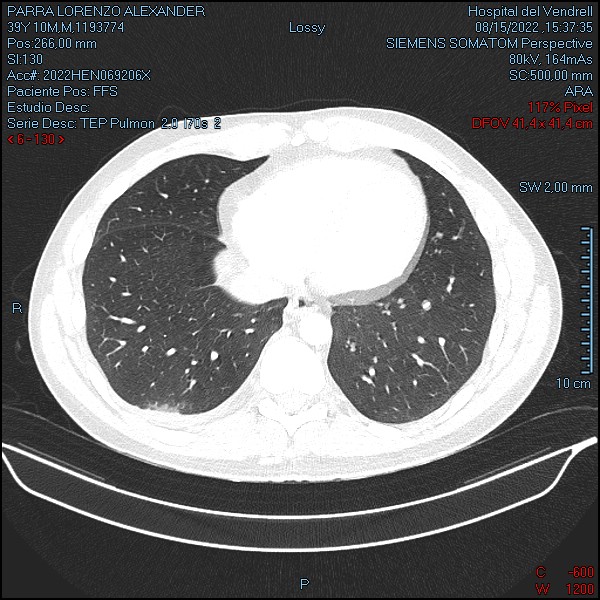 PARRA LORENZO ALEXANDER
39Y 10M,M,1193774
Pos:266,00 mm
SI:130
Acc#: 2022HEN069206X
Paciente Pos: FFS
Estudio Desc:
Serie Desc: TEP Pulmon 2.0 I70s 2
< 6 - 130 >
Lossy
Hospital del Vendrell
08/15/2022 ,15:37:35
SIEMENS SOMATOM Perspective
80kV, 164mAs
SC:500,00 mm
ARA
117% Pixel
DFOV 41,4 x 41,4 cm
SW 2,00 mm
R
10 cm
P
C -600
W 1200